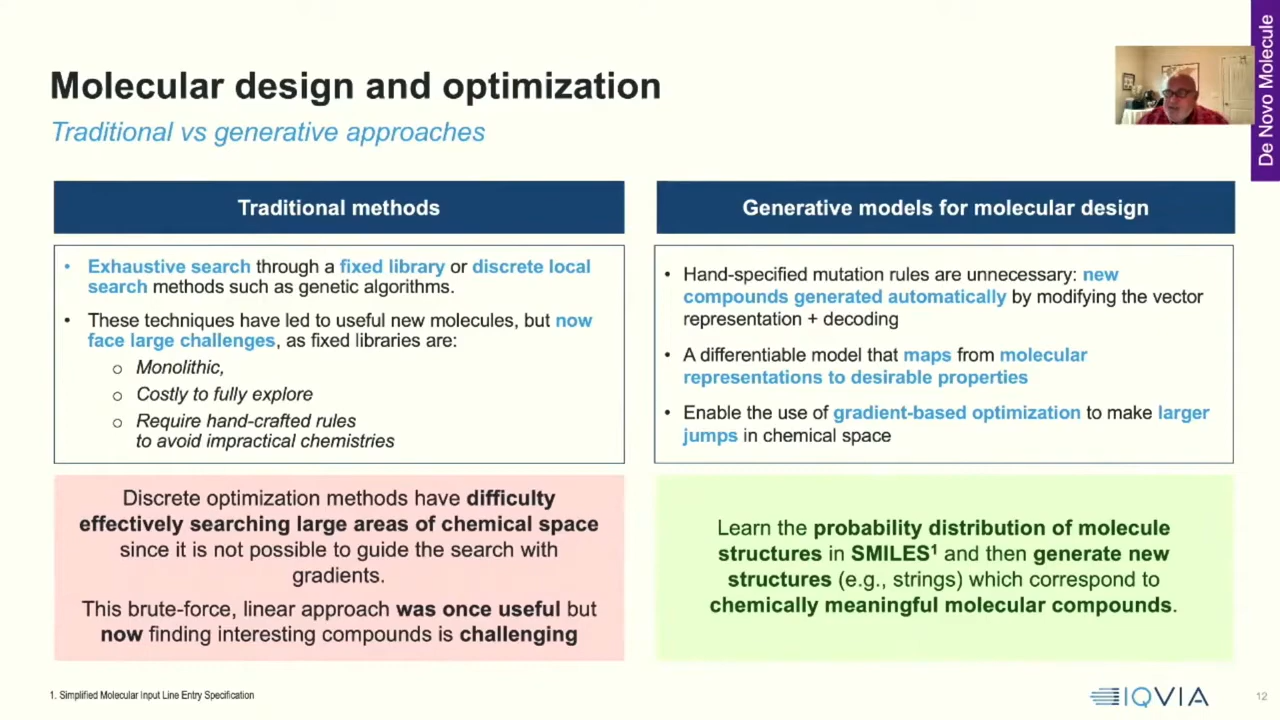 Molecular design and optimization
Traditional vs generative approaches
De Novo Molecule
Traditional methods
• Exhaustive search through a fixed library or discrete local
search methods such as genetic algorithms.
• These techniques have led to useful new molecules, but now
face large challenges, as fixed libraries are:
o Monolithic,
o Costly to fully explore
o Require hand-crafted rules
to avoid impractical chemistries
Discrete optimization methods have difficulty
effectively searching large areas of chemical space
since it is not possible to guide the search with
gradients.
This brute-force, linear approach was once useful but
now finding interesting compounds is challenging
Generative models for molecular design
• Hand-specified mutation rules are unnecessary: new
compounds generated automatically by modifying the vector
representation + decoding
• A differentiable model that maps from molecular
representations to desirable properties
• Enable the use of gradient-based optimization to make larger
jumps in chemical space
Learn the probability distribution of molecule
structures in SMILES¹ and then generate new
structures (e.g., strings) which correspond to
chemically meaningful molecular compounds.
1. Simplified Molecular Input Line Entry Specification
IQVIA
12